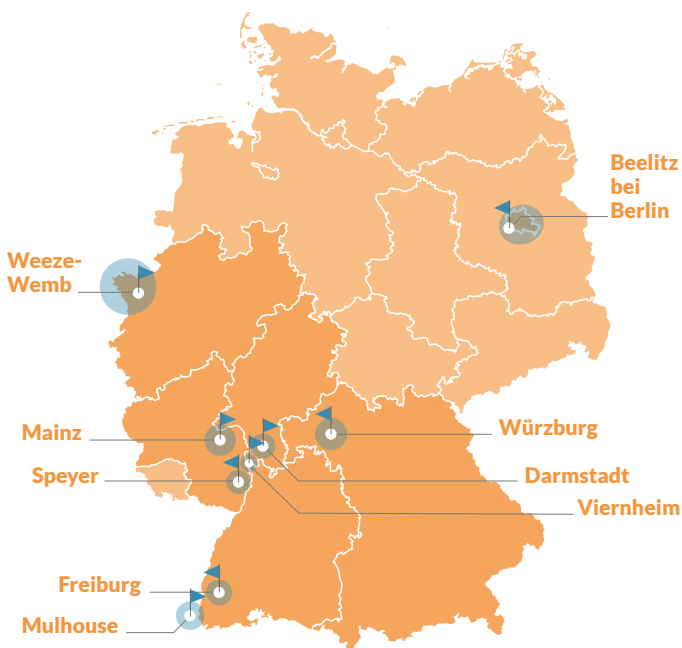 Beelitz
bei
Berlin
Weeze-
Wemb
Mainz
Würzburg
Speyer
Darmstadt
Viernheim
Freiburg
Mulhouse